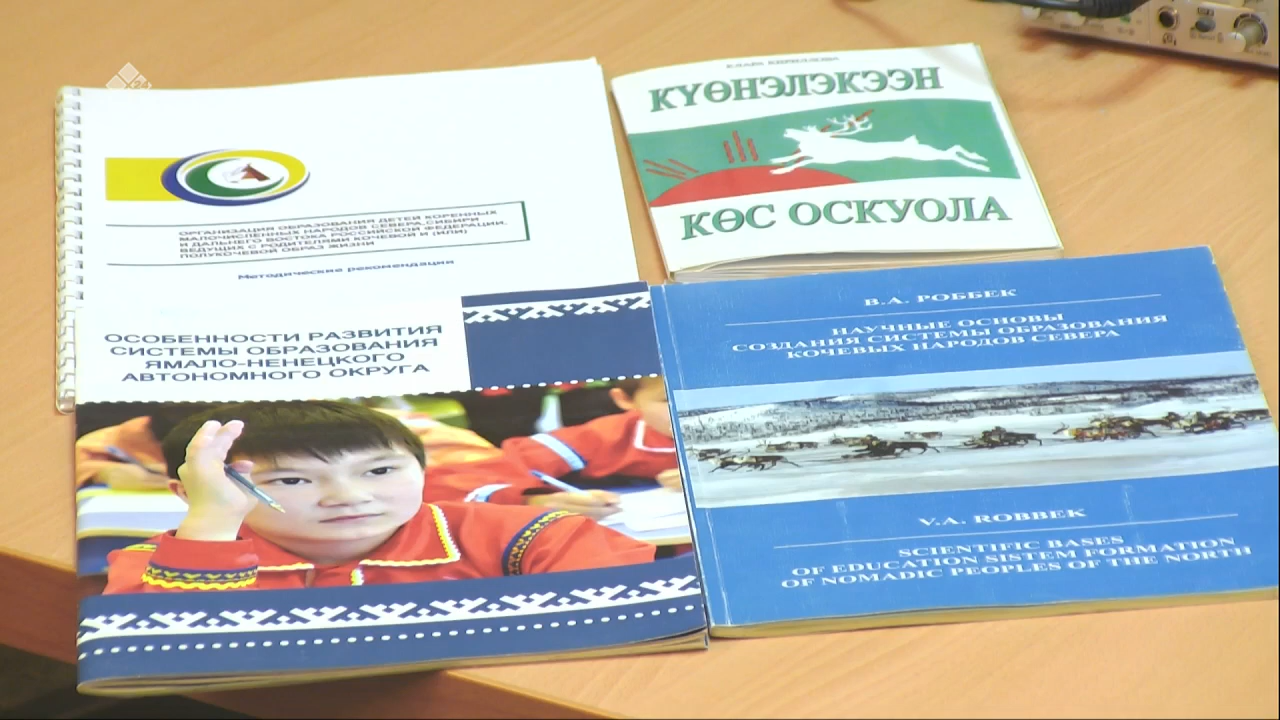 ОРГАНИЗАЦИЯ ОБРАЗОВАНИЯ ДЕТЕЙ КОРЕННЫХ
МАЛОЧИСЛЕННЫХ НАРОДОВ СЕВЕРА, СИБИРИ
И ДАЛЬНЕГО ВОСТОКА РОССИЙСКОЙ ФЕДЕРАЦИИ,
ВЕДУЩИХ С РОДИТЕЛЯМИ КОЧЕВОЙ И (ИЛИ)
ПОЛУКОЧЕВОЙ ОБРАЗ ЖИЗНИ
Методические рекомендации
КЛАРА КИРИЛЛОВА
КҮӨНЭЛЭКЭЭН
КӨС ОСКУОЛА
ОСОБЕННОСТИ РАЗВИТИЯ
СИСТЕМЫ ОБРАЗОВАНИЯ
ЯМАЛО-НЕНЕЦКОГО
АВТОНОМНОГО ОКРУГА
В.А. РОББЕК
НАУЧНЫЕ ОСНОВЫ
СОЗДАНИЯ СИСТЕМЫ ОБРАЗОВАНИЯ
КОЧЕВЫХ НАРОДОВ СЕВЕРА
V.A. ROBBEK
SCIENTIFIC BASES
OF EDUCATION SISTEM FORMATION
OF NOMADIC PEOPLES OF THE NORTH